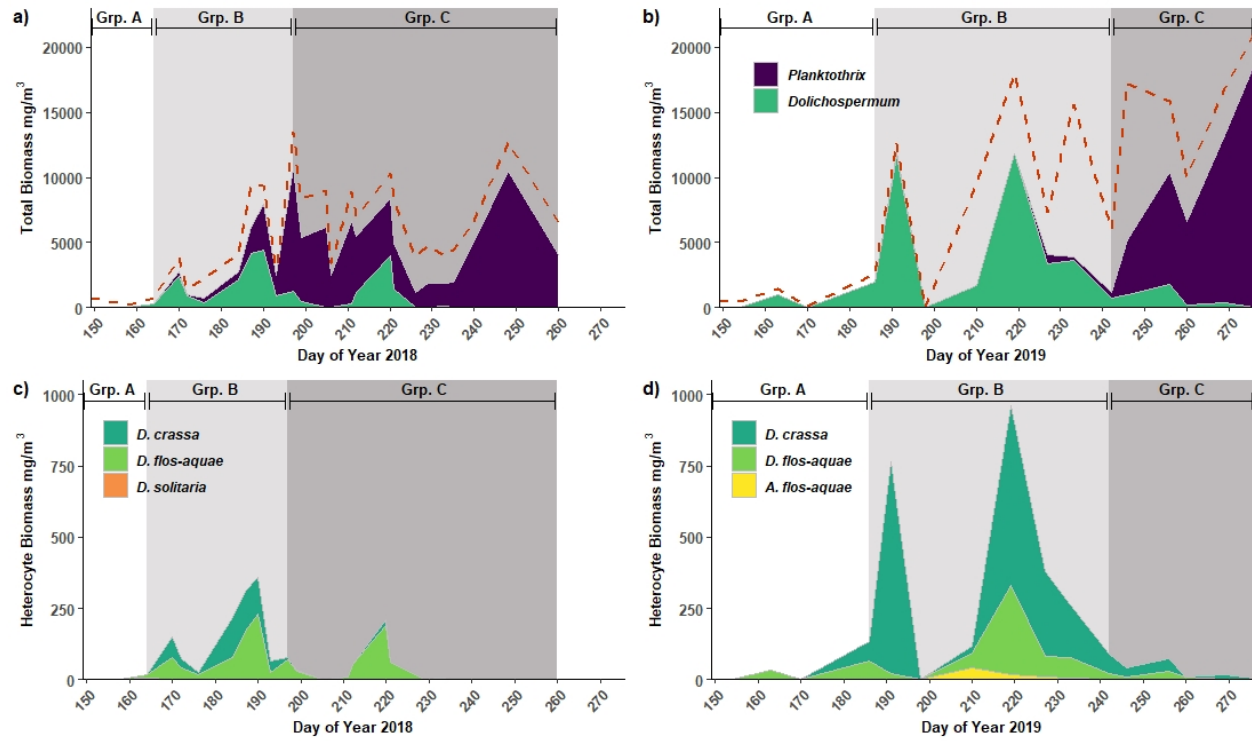 a)
Grp. A
Grp. B
Grp. C
20000
15000
10000
5000
0
Total Biomass mg/m³
150
160
170
180
190
200
210
220
230
240
250
260
270
Day of Year 2018
b)
Grp. A
Grp. B
Grp. C
20000
15000
10000
5000
0
Total Biomass mg/m³
Planktothrix
Dolichospermum
150
160
170
180
190
200
210
220
230
240
250
260
270
Day of Year 2019
c)
Grp. A
Grp. B
Grp. C
1000
750
500
250
0
Heterocyte Biomass mg/m³
D. crassa
D. flos-aquae
D. solitaria
150
160
170
180
190
200
210
220
230
240
250
260
270
Day of Year 2018
d)
Grp. A
Grp. B
Grp. C
1000
750
500
250
0
Heterocyte Biomass mg/m³
D. crassa
D. flos-aquae
A. flos-aquae
150
160
170
180
190
200
210
220
230
240
250
260
270
Day of Year 2019